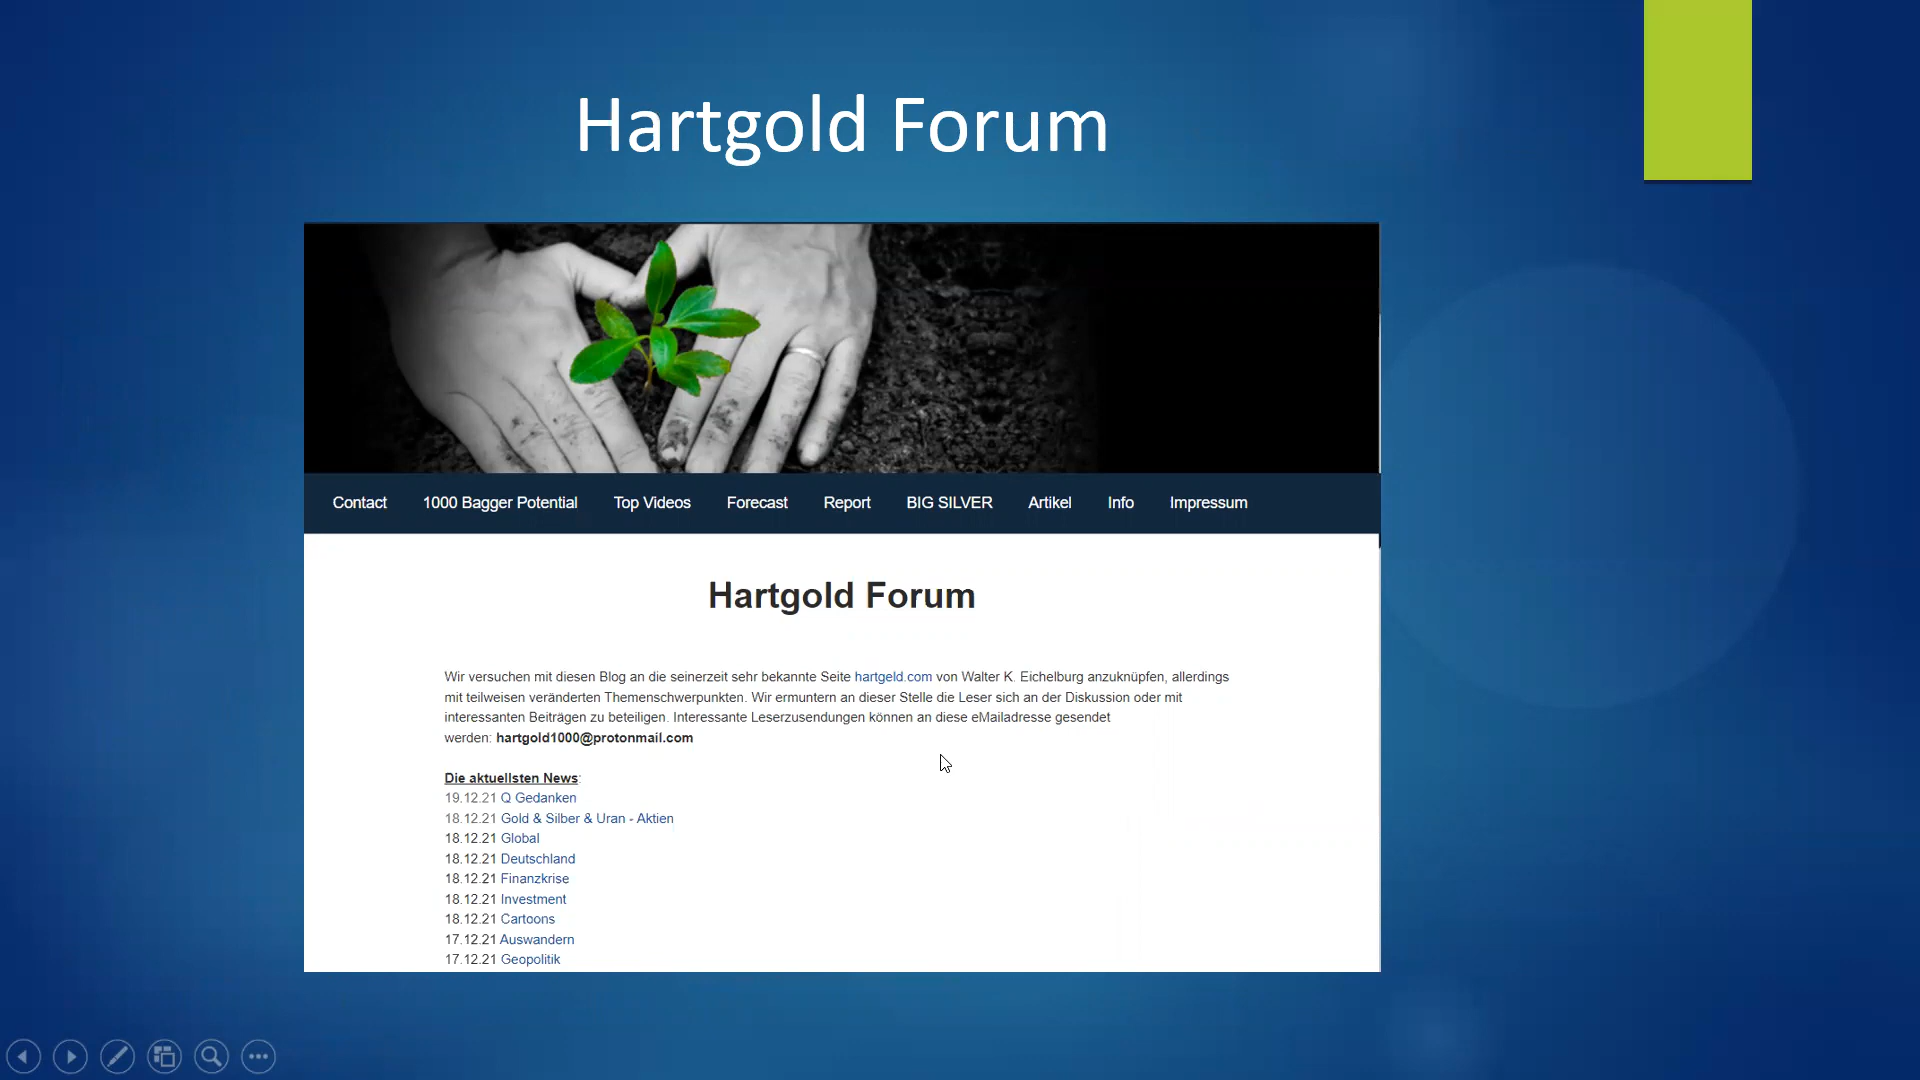 Hartgold Forum
Contact 1000 Bagger Potential Top Videos Forecast Report BIG SILVER Artikel Info Impressum
Hartgold Forum
Wir versuchen mit diesen Blog an die seinerzeit sehr bekannte Seite hartgeld.com von Walter K. Eichelburg anzuknüpfen, allerdings
mit teilweisen veränderten Themenschwerpunkten. Wir ermuntern an dieser Stelle die Leser sich an der Diskussion oder mit
interessanten Beiträgen zu beteiligen. Interessante Leserzusendungen können an diese eMailadresse gesendet
werden: hartgold1000@protonmail.com
Die aktuellsten News:
19.12.21 Q Gedanken
18.12.21 Gold & Silber & Uran - Aktien
18.12.21 Global
18.12.21 Deutschland
18.12.21 Finanzkrise
18.12.21 Investment
18.12.21 Cartoons
17.12.21 Auswandern
17.12.21 Geopolitik